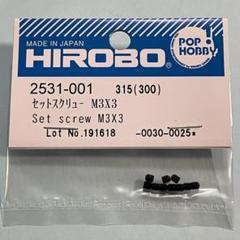 MADE IN JAPAN
POP HOBBY
HIROBO
2531-001 315(300)
セットスクリュー M3X3
Set screw M3X3
Lot No.191618 -0030-0025*